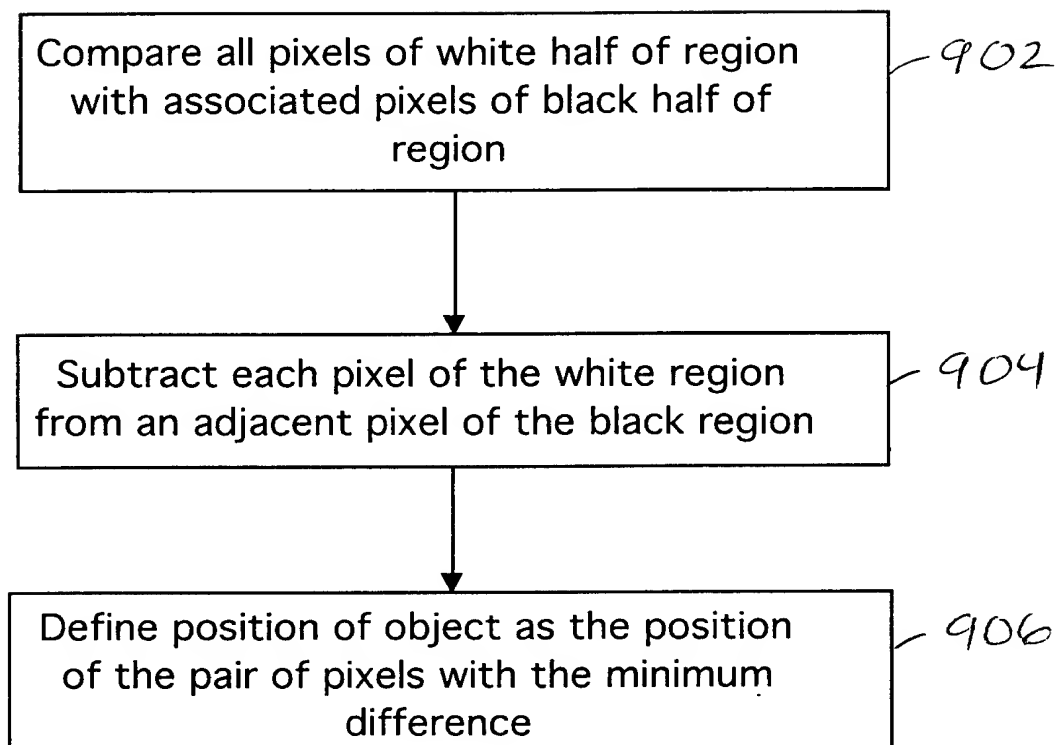 Compare all pixels of white half of region
with associated pixels of black half of
region
902
Subtract each pixel of the white region
from an adjacent pixel of the black region
904
Define position of object as the position
of the pair of pixels with the minimum
difference
906